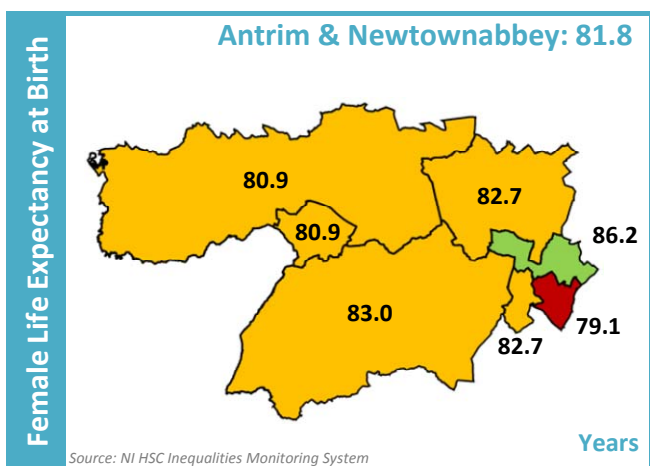 Female Life Expectancy at Birth
Antrim & Newtownabbey: 81.8
80.9
82.7
80.9
86.2
83.0
79.1
82.7
Years
Source: NI HSC Inequalities Monitoring System